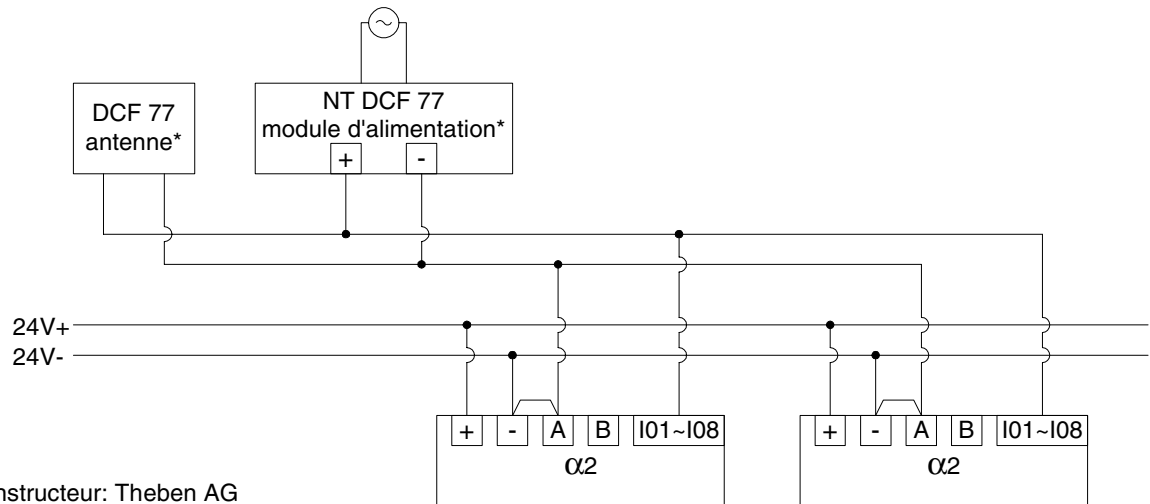 DCF 77
antenne*
NT DCF 77
module d'alimentation*
+ -
24V+
24V-
+ - A B I01~I08
α2
+ - A B I01~I08
α2
nstructeur: Theben AG